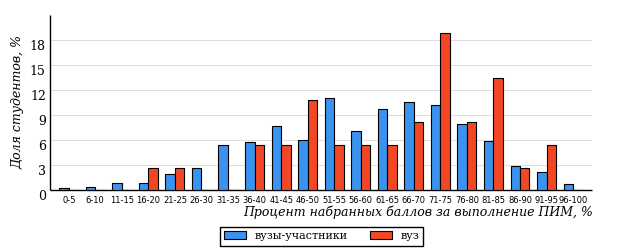 Доля студентов, %
18
15
12
9
6
3
0
0-5 6-10 11-15 16-20 21-25 26-30 31-35 36-40 41-45 46-50 51-55 56-60 61-65 66-70 71-75 76-80 81-85 86-90 91-95 96-100
Процент набранных баллов за выполнение ПИМ, %
вузы-участники вуз